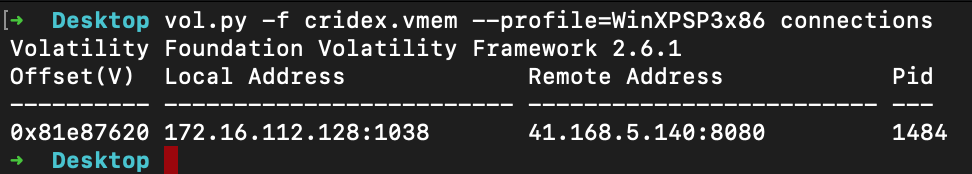 [→ Desktop vol.py -f cridex.vmem --profile=WinXPSP3x86 connections
Volatility Foundation Volatility Framework 2.6.1
Offset(V)  Local Address             Remote Address            Pid
---------- ------------------------- ------------------------- ---
0x81e87620 172.16.112.128:1038       41.168.5.140:8080         1484
→ Desktop